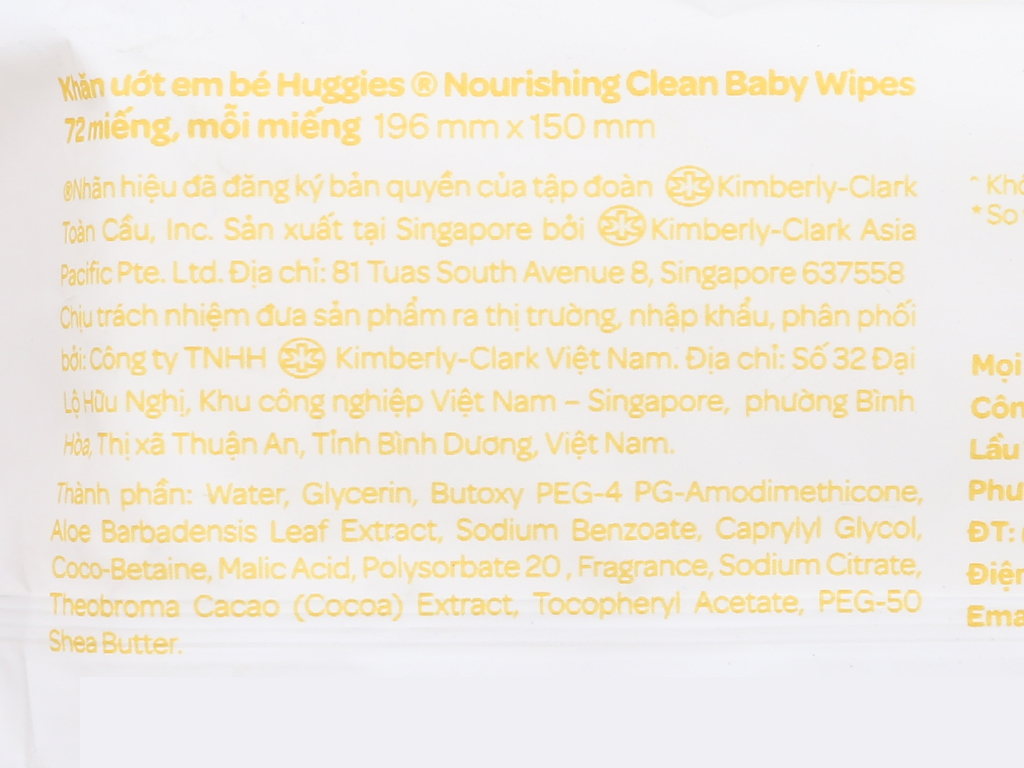 Khăn ướt em bé Huggies ® Nourishing Clean Baby Wipes
72 miếng, mỗi miếng 196 mm x 150 mm
®Nhãn hiệu đã đăng ký bản quyền của tập đoàn Kimberly-Clark
Toàn Cầu, Inc. Sản xuất tại Singapore bởi Kimberly-Clark Asia
Pacific Pte. Ltd. Địa chỉ: 81 Tuas South Avenue 8, Singapore 637558
Chịu trách nhiệm đưa sản phẩm ra thị trường, nhập khẩu, phân phối
bởi: Công ty TNHH Kimberly-Clark Việt Nam. Địa chỉ: Số 32 Đại
Lộ Hữu Nghị, Khu công nghiệp Việt Nam – Singapore, phường Bình
Hòa, Thị xã Thuận An, Tỉnh Bình Dương, Việt Nam.
Thành phần: Water, Glycerin, Butoxy PEG-4 PG-Amodimethicone,
Aloe Barbadensis Leaf Extract, Sodium Benzoate, Caprylyl Glycol,
Coco-Betaine, Malic Acid, Polysorbate 20 , Fragrance, Sodium Citrate,
Theobroma Cacao (Cocoa) Extract, Tocopheryl Acetate, PEG-50
Shea Butter.
* So
Mọi
Lầu
ĐT: